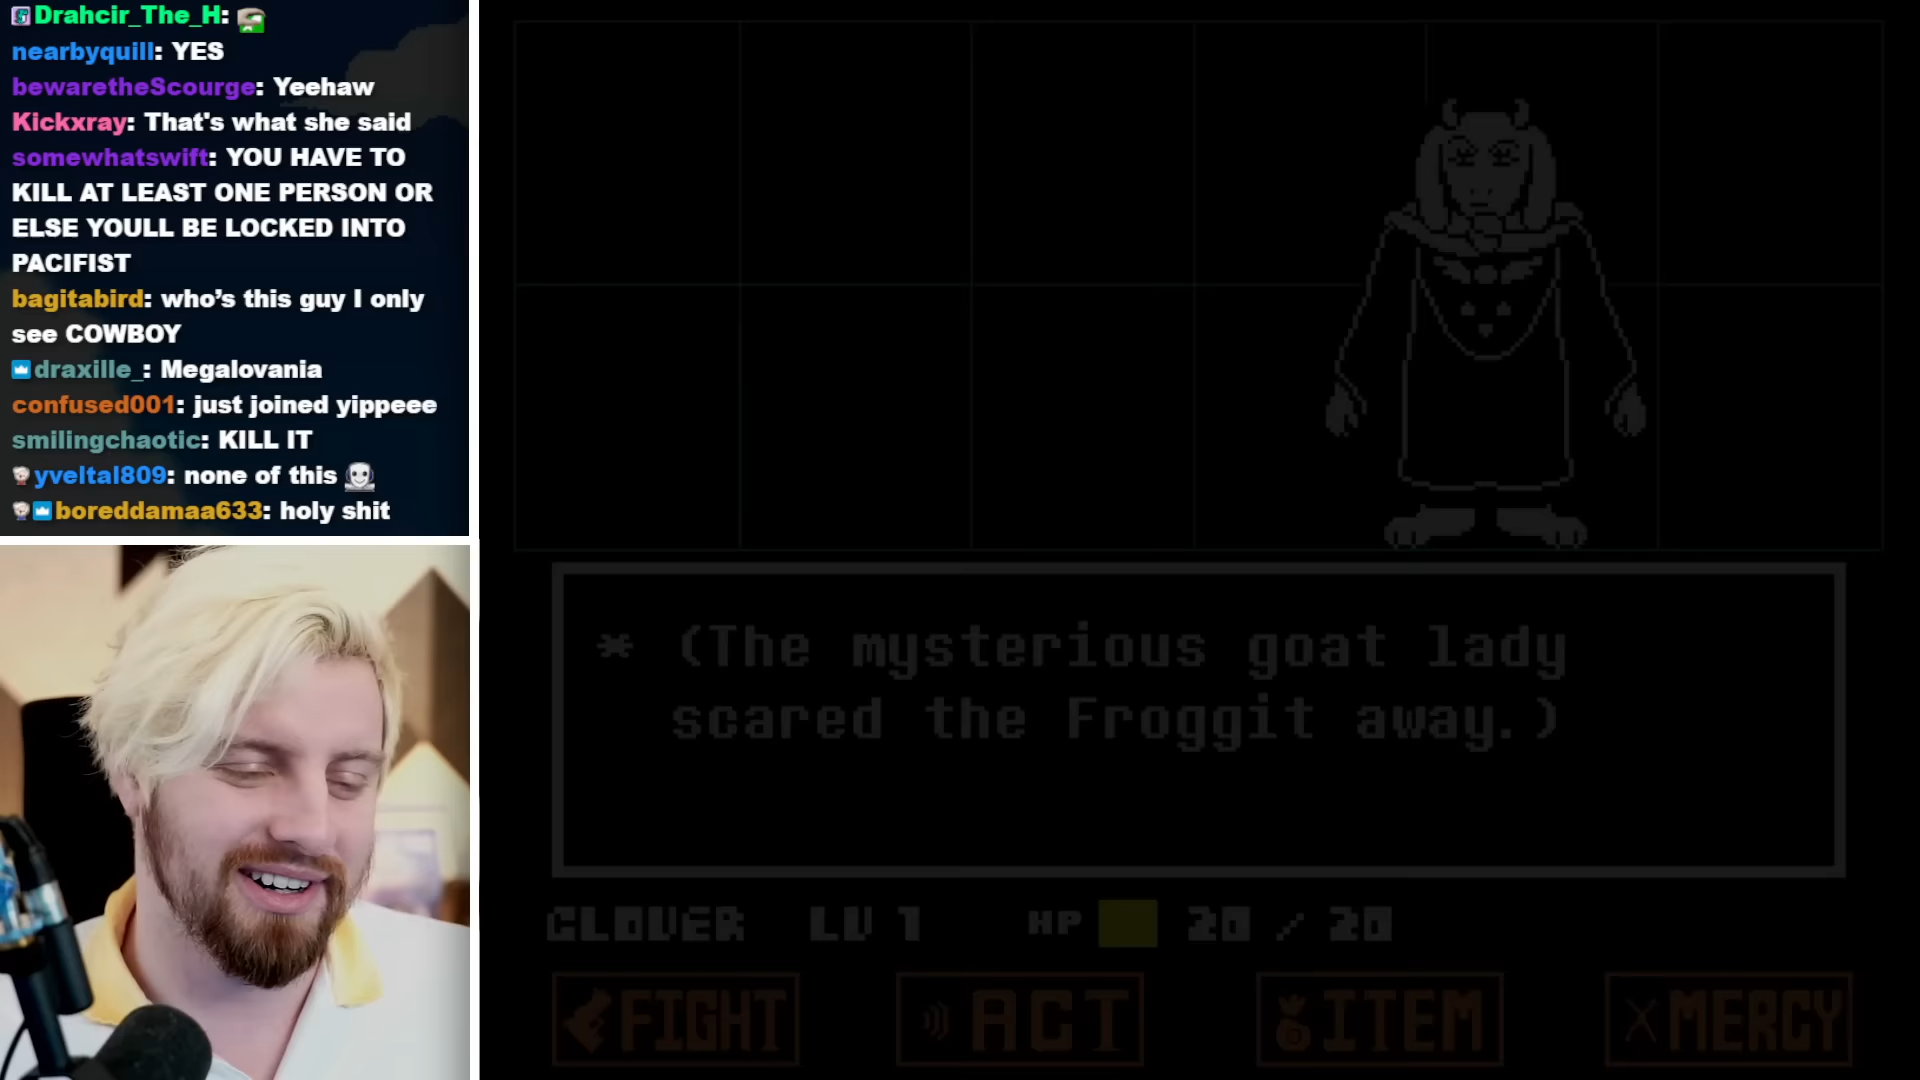 Drahcir_The_H:
nearbyquill: YES
bewaretheScourge: Yeehaw
Kickxray: That's what she said
somewhatswift: YOU HAVE TO
KILL AT LEAST ONE PERSON OR
ELSE YOULL BE LOCKED INTO
PACIFIST
bagitabird: who's this guy I only
see COWBOY
draxille_: Megalovania
confused001: just joined yippeee
smilingchaotic: KILL IT
yveltal809: none of this
boreddamaa633: holy shit
* (The mysterious goat lady
scared the Froggit away.)
CLOVER LV 1 HP 20 / 20
FIGHT ACT ITEM MERCY